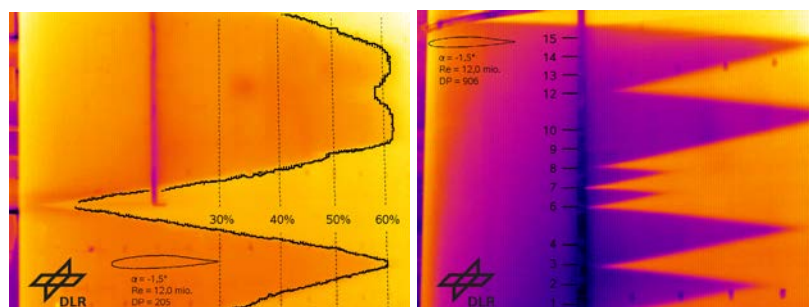 30%
40%
50%
60%
α = -1,5°
Re = 12,0 mio.
DP = 205
DLR
15
14
13
12
10
9
8
7
6
4
3
2
1
α = -1,5°
Re = 12,0 mio.
DP = 906
DLR